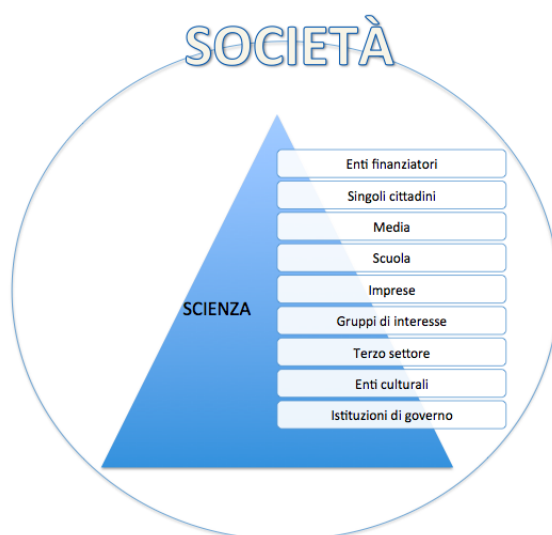 SOCIETÀ
Enti finanziatori
Singoli cittadini
Media
Scuola
Imprese
SCIENZA
Gruppi di interesse
Terzo settore
Enti culturali
Istituzioni di governo